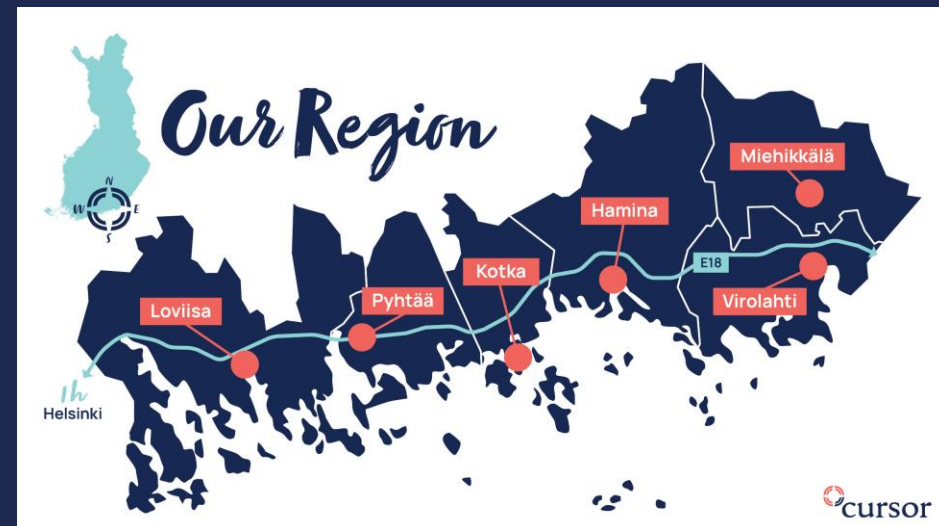 Our Region
N
W
E
S
Miehikkälä
Hamina
E18
Kotka
Virolahti
Pyhtää
Loviisa
1h
Helsinki
cursor